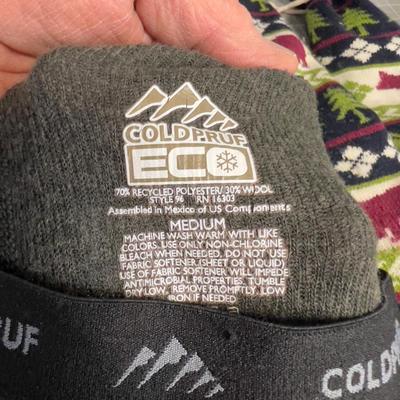 COLDPRUF
ECO
70% RECYCLED POLYESTER/ 30% WOOL
STYLE 96 RN 16303
Assembled in Mexico of US Components
MEDIUM
MACHINE WASH WARM WITH LIKE
COLORS. USE ONLY NON-CHLORINE
BLEACH WHEN NEEDED. DO NOT USE
FABRIC SOFTENER (SHEET OR LIQUID)
USE OF FABRIC SOFTENER WILL IMPEDE
ANTIMICROBIAL PROPERTIES. TUMBLE
DRY LOW. REMOVE PROMPTLY. LOW
IRON IF NEEDED
RUF
COLDP